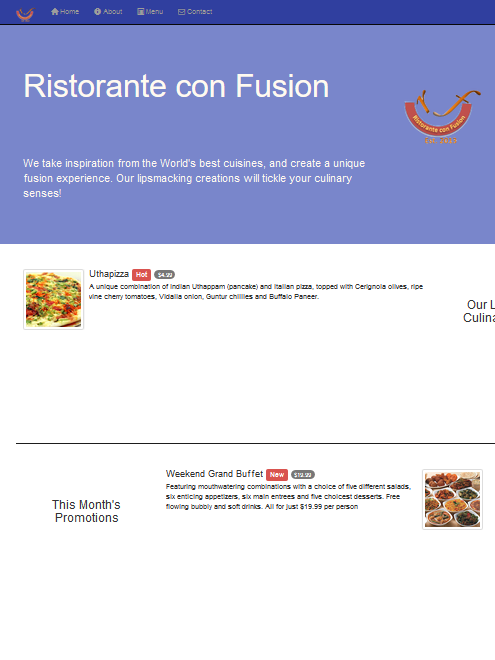 Home About Menu Contact
Ristorante con Fusion
Ristorante con Fusion
We take inspiration from the World's best cuisines, and create a unique
fusion experience. Our lipsmacking creations will tickle your culinary
senses!
Uthapizza Hot $4.99
A unique combination of Indian Uthappam (pancake) and Italian pizza, topped with Cerignola olives, ripe
vine cherry tomatoes, Vidalia onion, Guntur chillies and Buffalo Paneer.
Our L
Culina
Weekend Grand Buffet New $19.99
Featuring mouthwatering combinations with a choice of five different salads,
six enticing appetizers, six main entrees and five choicest desserts. Free
flowing bubbly and soft drinks. All for just $19.99 per person
This Month's
Promotions